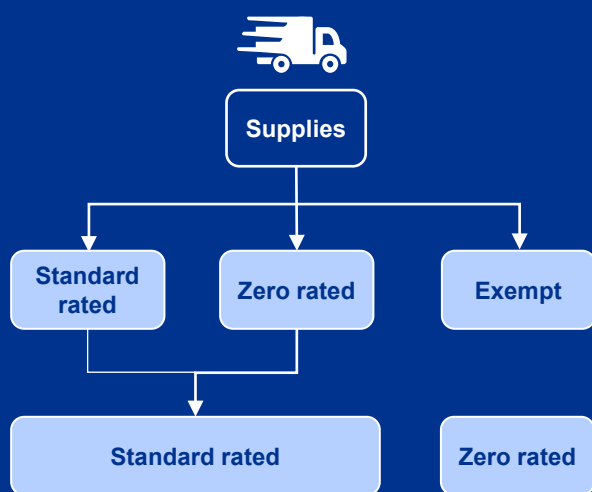 Supplies
Standard
rated
Zero rated
Exempt
Standard rated
Zero rated